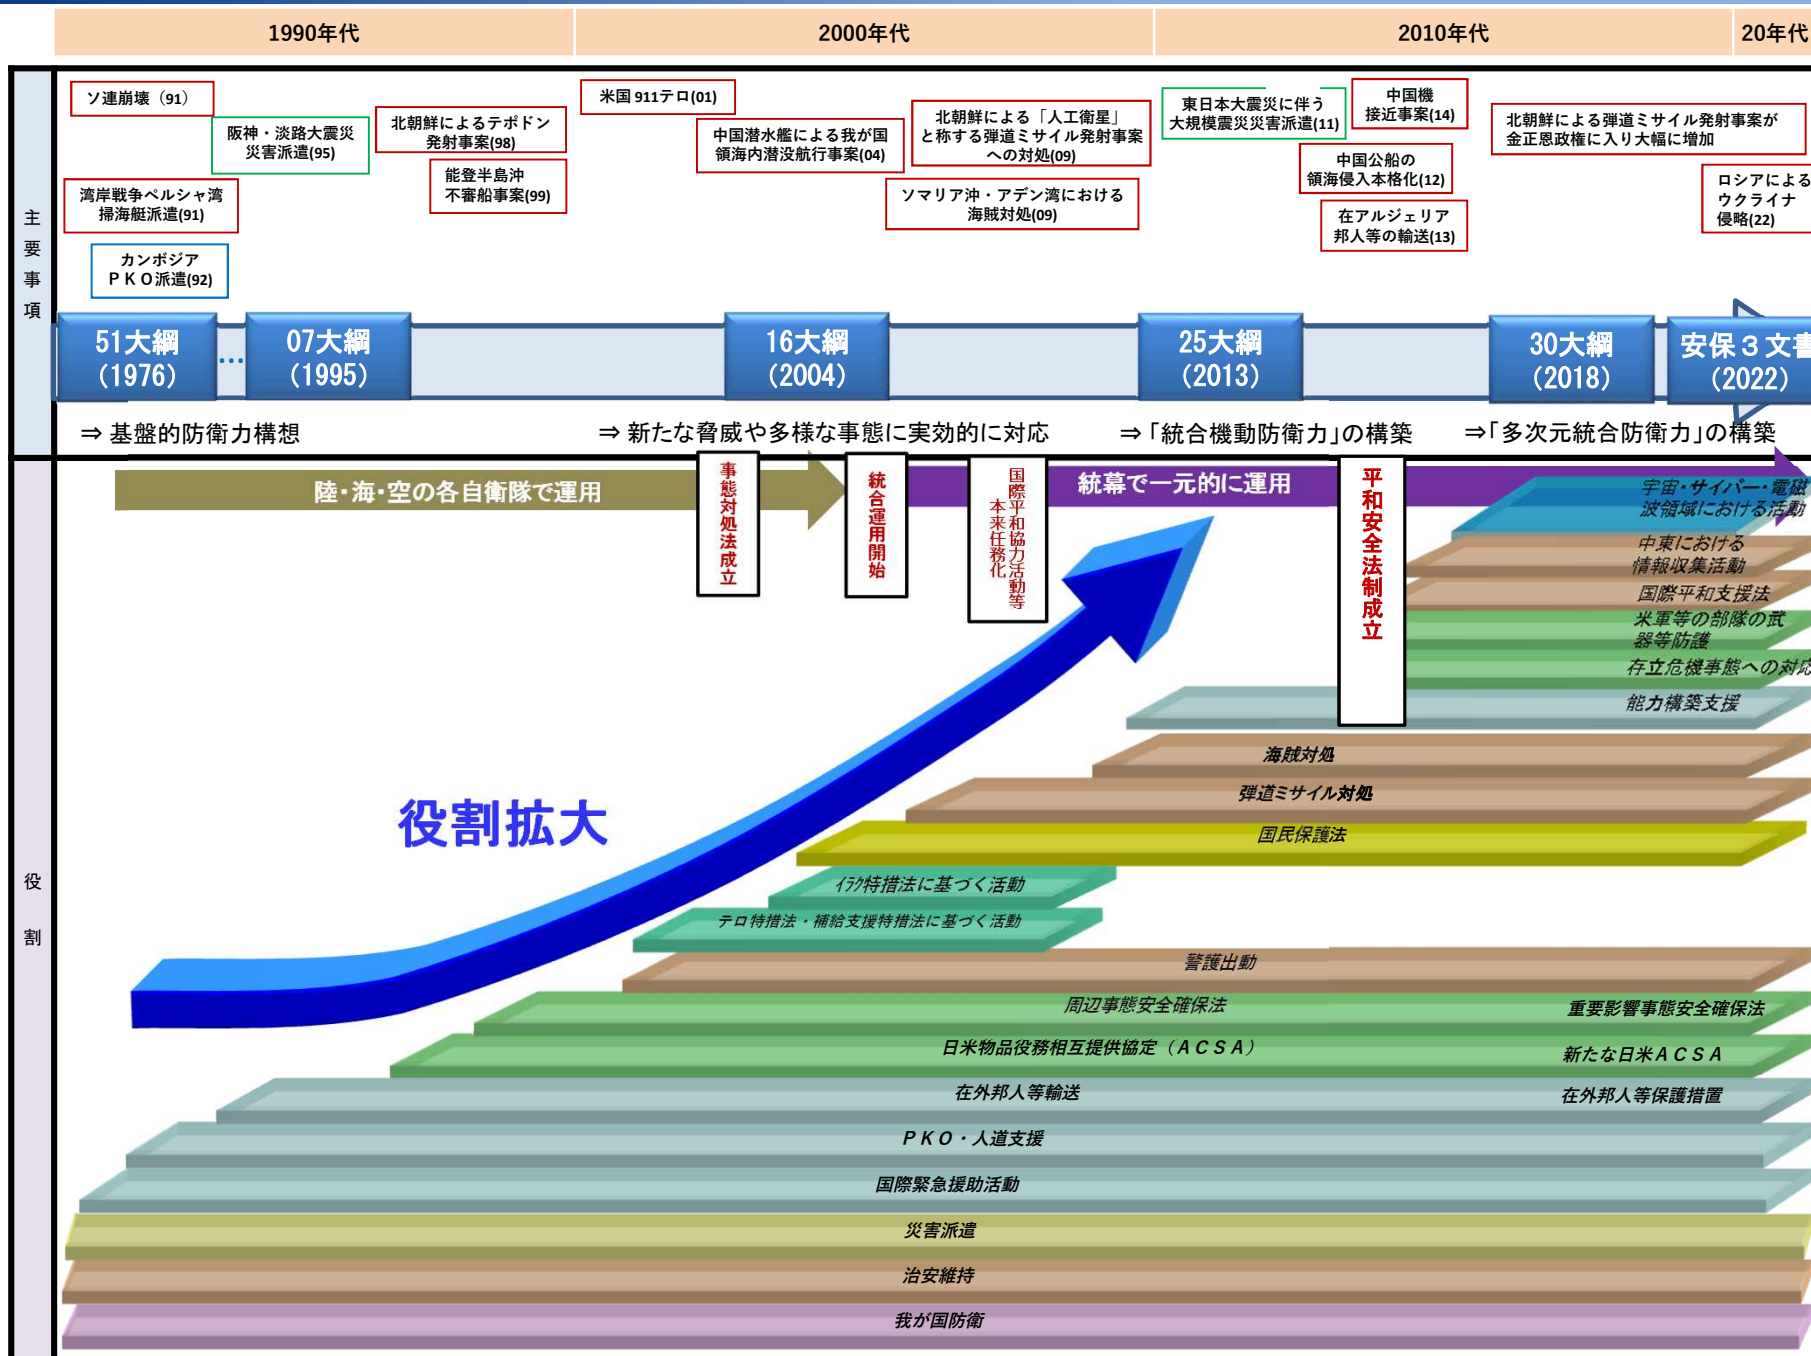 1990年代
2000年代
2010年代
20年代
主要事項
ソ連崩壊（91）
阪神・淡路大震災
災害派遣(95)
北朝鮮によるテポドン
発射事案(98)
能登半島沖
不審船事案(99)
湾岸戦争ペルシャ湾
掃海艇派遣(91)
カンボジア
ＰＫＯ派遣(92)
米国911テロ(01)
中国潜水艦による我が国
領海内潜没航行事案(04)
北朝鮮による「人工衛星」
と称する弾道ミサイル発射事案
への対処(09)
ソマリア沖・アデン湾における
海賊対処(09)
東日本大震災に伴う
大規模震災災害派遣(11)
中国機
接近事案(14)
中国公船の
領海侵入本格化(12)
在アルジェリア
邦人等の輸送(13)
北朝鮮による弾道ミサイル発射事案が
金正恩政権に入り大幅に増加
ロシアによる
ウクライナ
侵略(22)
51大綱
（1976）
…
07大綱
（1995）
16大綱
（2004）
25大綱
（2013）
30大綱
（2018）
安保３文書
（2022）
⇒ 基盤的防衛力構想
⇒ 新たな脅威や多様な事態に実効的に対応
⇒「統合機動防衛力」の構築
⇒「多次元統合防衛力」の構築
役割
陸・海・空の各自衛隊で運用
事態対処法成立
統合運用開始
国際平和協力活動等
本来任務化
統幕で一元的に運用
平和安全法制成立
宇宙・サイバー・電磁
波領域における活動
中東における
情報収集活動
国際平和支援法
米軍等の部隊の武
器等防護
存立危機事態への対応
能力構築支援
海賊対処
弾道ミサイル対処
役割拡大
国民保護法
ｲﾗｸ特措法に基づく活動
テロ特措法・補給支援特措法に基づく活動
警護出動
周辺事態安全確保法
重要影響事態安全確保法
日米物品役務相互提供協定（ＡＣＳＡ）
新たな日米ＡＣＳＡ
在外邦人等輸送
在外邦人等保護措置
ＰＫＯ・人道支援
国際緊急援助活動
災害派遣
治安維持
我が国防衛